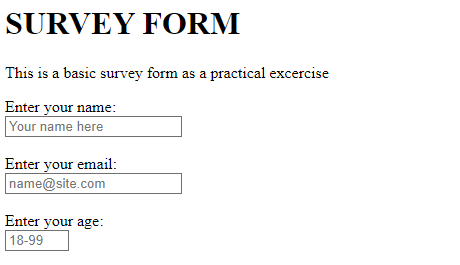 SURVEY FORM
This is a basic survey form as a practical excercise
Enter your name:
Your name here
Enter your email:
name@site.com
Enter your age:
18-99